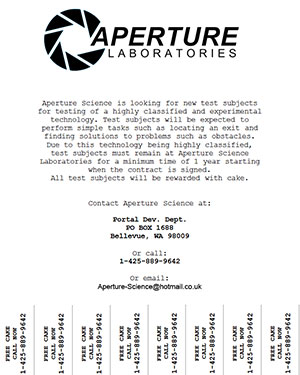 APERTURE
LABORATORIES
Aperture Science is looking for new test subjects
for testing of a highly classified and experimental
technology. Test subjects will be expected to
perform simple tasks such as locating an exit and
finding solutions to problems such as obstacles.
Due to this technology being highly classified,
test subjects must remain at Aperture Science
Laboratories for a minimum time of 1 year starting
when the contract is signed.
All test subjects will be rewarded with cake.
Contact Aperture Science at:
Portal Dev. Dept.
PO BOX 1688
Bellevue, WA 98009
Or call:
1-425-889-9642
Or email:
Aperture-Science@hotmail.co.uk
FREE CAKE
CALL NOW
1-425-889-9642
FREE CAKE
CALL NOW
1-425-889-9642
FREE CAKE
CALL NOW
1-425-889-9642
FREE CAKE
CALL NOW
1-425-889-9642
FREE CAKE
CALL NOW
1-425-889-9642
FREE CAKE
CALL NOW
1-425-889-9642
FREE CAKE
CALL NOW
1-425-889-9642
FREE CAKE
CALL NOW
1-425-889-9642